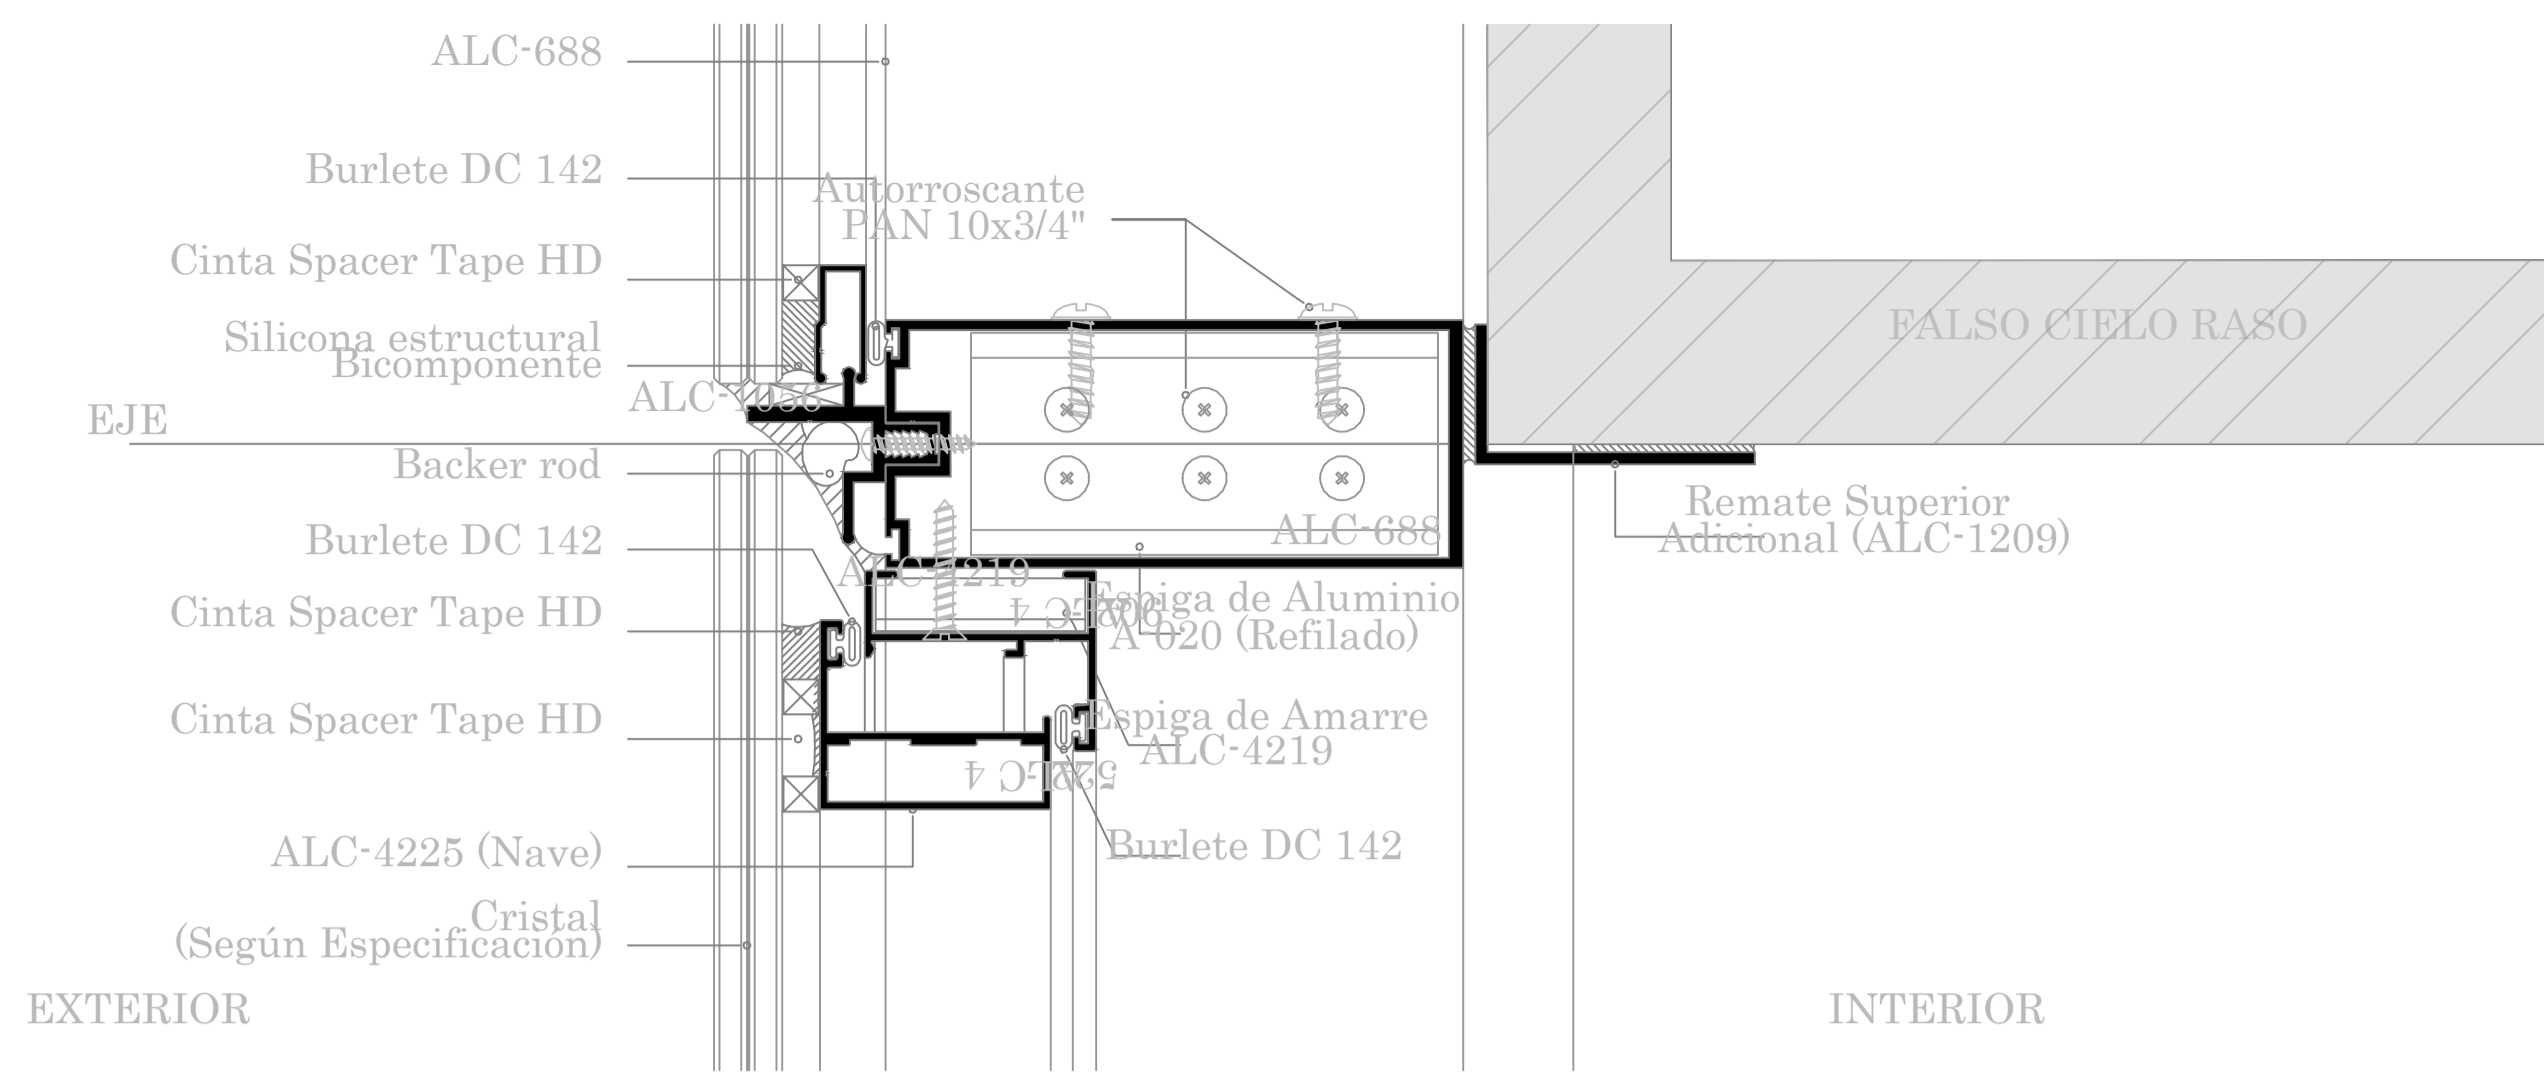 ALC-688
Burlete DC 142
Autorroscante
PAN 10x3/4"
Cinta Spacer Tape HD
Silicona estructural
Bicomponente
FALSO CIELO RASO
ALC-1056
EJE
Backer rod
Remate Superior
Adicional (ALC-1209)
ALC-688
Burlete DC 142
ALC-4219
Cinta Spacer Tape HD
Espiga de Aluminio
A 020 (Refilado)
Cinta Spacer Tape HD
Espiga de Amarre
ALC-4219
ALC-4225 (Nave)
Burlete DC 142
Cristal
(Según Especificación)
EXTERIOR
INTERIOR